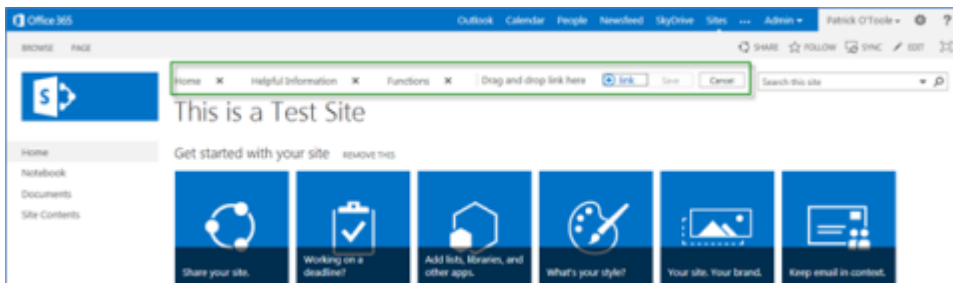 Office 365 Outlook Calendar People Newsfeed SkyDrive Sites ... Admin Patrick O'Toole ?
BROWSE PAGE SHARE FOLLOW SYNC EDIT
Home × Helpful Information × Functions × Drag and drop link here + link Save Cancel Search this site
S
This is a Test Site
Get started with your site REMOVE THIS
Home
Notebook
Documents
Site Contents
Share your site.
Working on a
deadline?
Add lists, libraries, and
other apps.
What's your style?
Your site. Your brand.
Keep email in context.